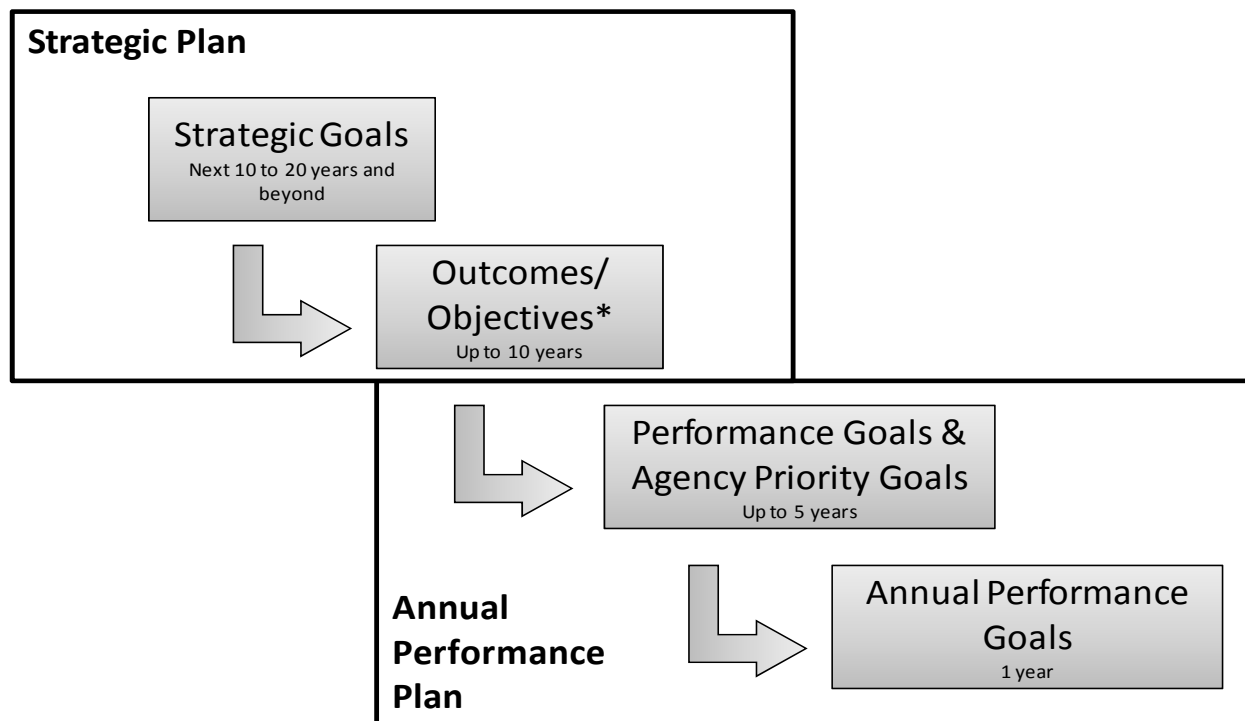 Strategic Plan
Strategic Goals
Next 10 to 20 years and
beyond
Outcomes/
Objectives*
Up to 10 years
Performance Goals &
Agency Priority Goals
Up to 5 years
Annual
Performance
Plan
Annual Performance
Goals
1 year